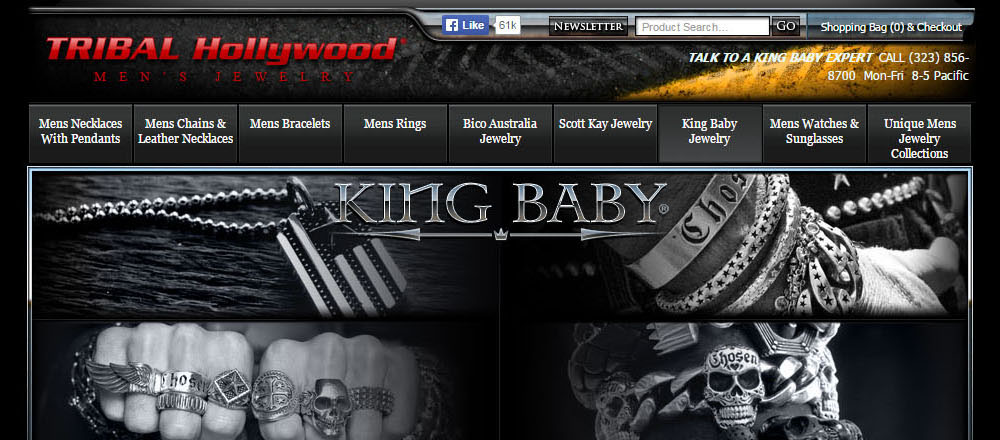 Like
61k
Newsletter
Product Search...
GO
Shopping Bag (0) & Checkout
TRIBAL Hollywood®
MEN'S JEWELRY
TALK TO A KING BABY EXPERT CALL (323) 856-
8700 Mon-Fri 8-5 Pacific
Mens Necklaces
With Pendants
Mens Chains &
Leather Necklaces
Mens Bracelets
Mens Rings
Bico Australia
Jewelry
Scott Kay Jewelry
King Baby
Jewelry
Mens Watches &
Sunglasses
Unique Mens
Jewelry
Collections
KING BABY®
Cho
Chosen
Chosen